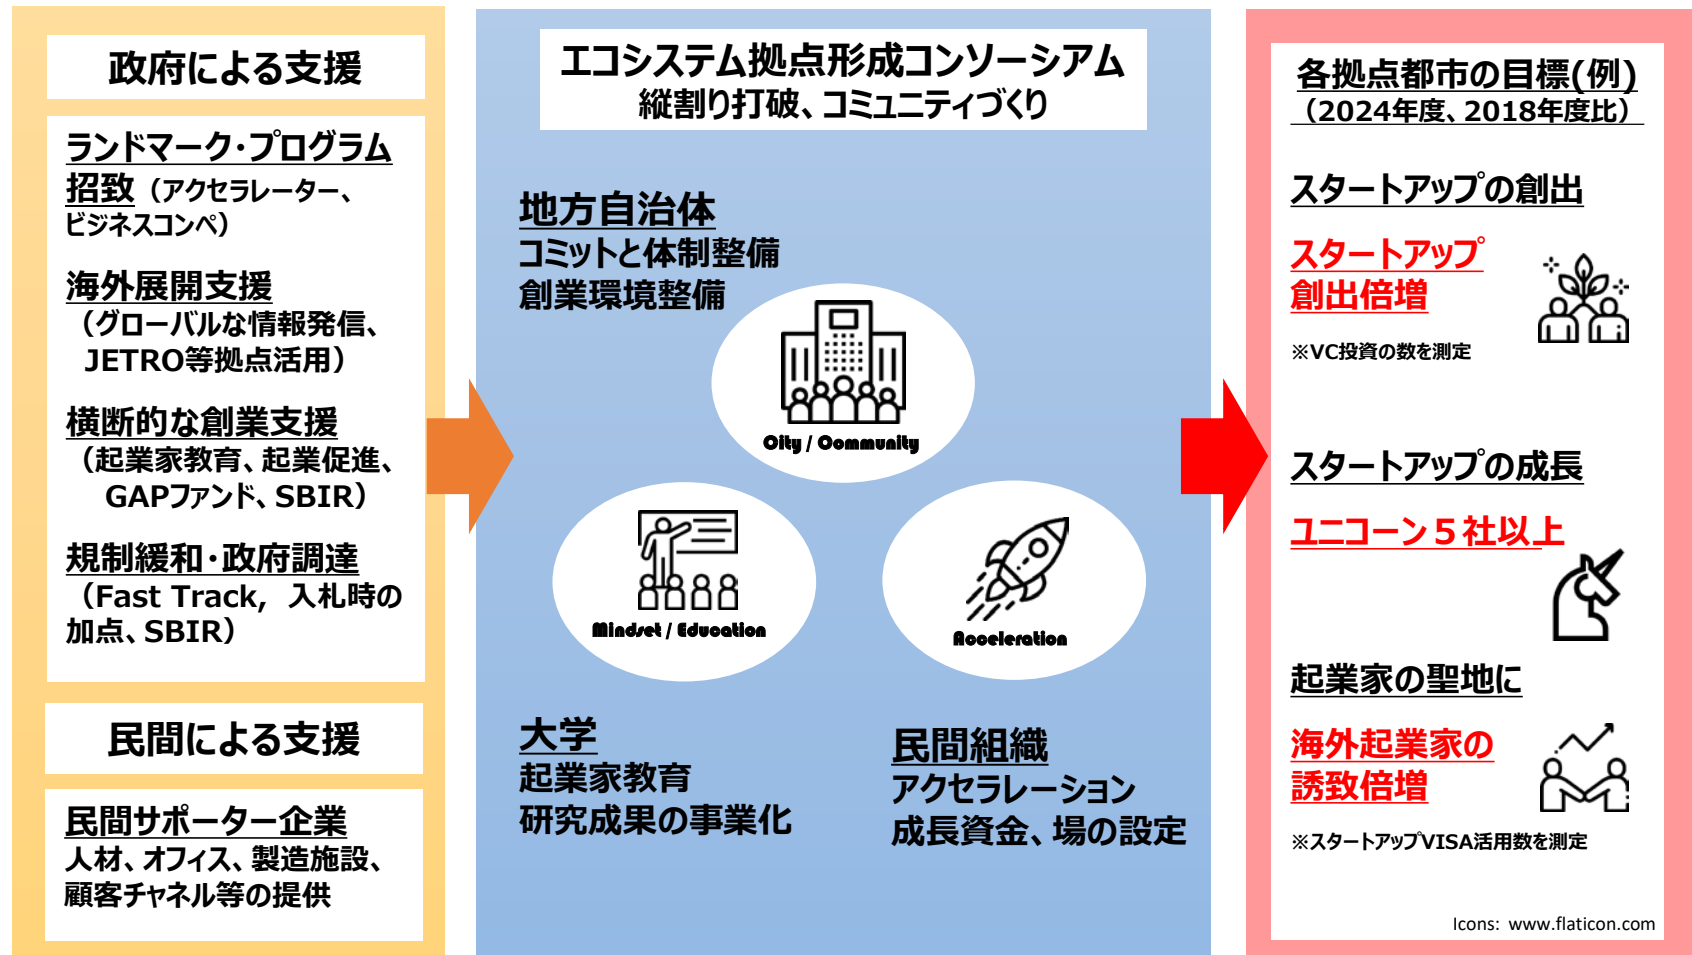 政府による支援
ランドマーク・プログラム
招致（アクセラレーター、
ビジネスコンペ）
海外展開支援
（グローバルな情報発信、
JETRO等拠点活用）
横断的な創業支援
（起業家教育、起業促進、
GAPファンド、SBIR）
規制緩和・政府調達
（Fast Track, 入札時の
加点、SBIR）
民間による支援
民間サポーター企業
人材、オフィス、製造施設、
顧客チャネル等の提供
エコシステム拠点形成コンソーシアム
縦割り打破、コミュニティづくり
地方自治体
コミットと体制整備
創業環境整備
City / Community
Mindset / Education
Acceleration
大学
起業家教育
研究成果の事業化
民間組織
アクセラレーション
成長資金、場の設定
各拠点都市の目標(例)
（2024年度、2018年度比）
スタートアップの創出
スタートアップ
創出倍増
※VC投資の数を測定
スタートアップの成長
ユニコーン５社以上
起業家の聖地に
海外起業家の
誘致倍増
※スタートアップVISA活用数を測定
Icons: www.flaticon.com